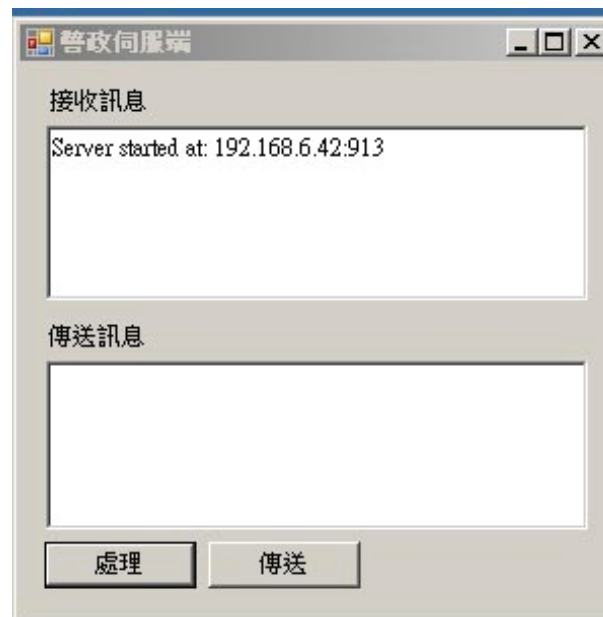 警政伺服端
接收訊息
Server started at: 192.168.6.42:913
傳送訊息
處理
傳送